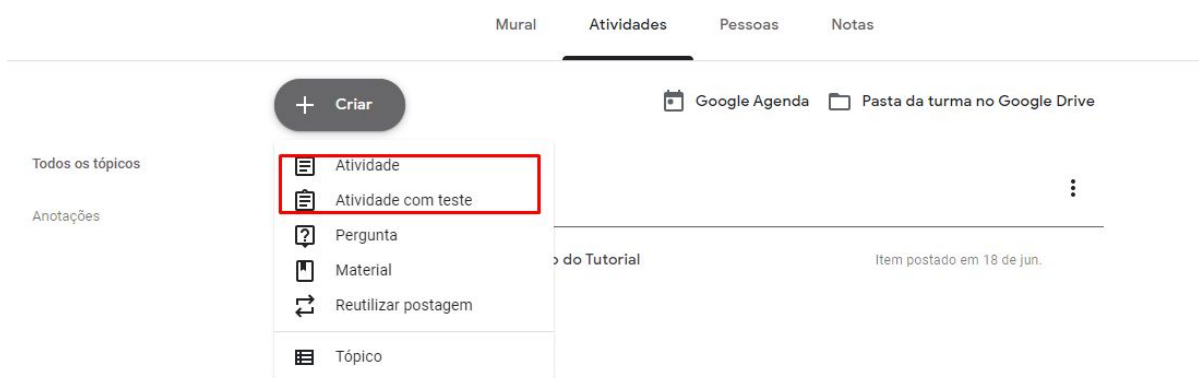 Mural Atividades Pessoas Notas
Criar
Google Agenda Pasta da turma no Google Drive
Todos os tópicos
Anotações
Atividade
Atividade com teste
Pergunta
Material
Reutilizar postagem
Tópico
do Tutorial
Item postado em 18 de jun.